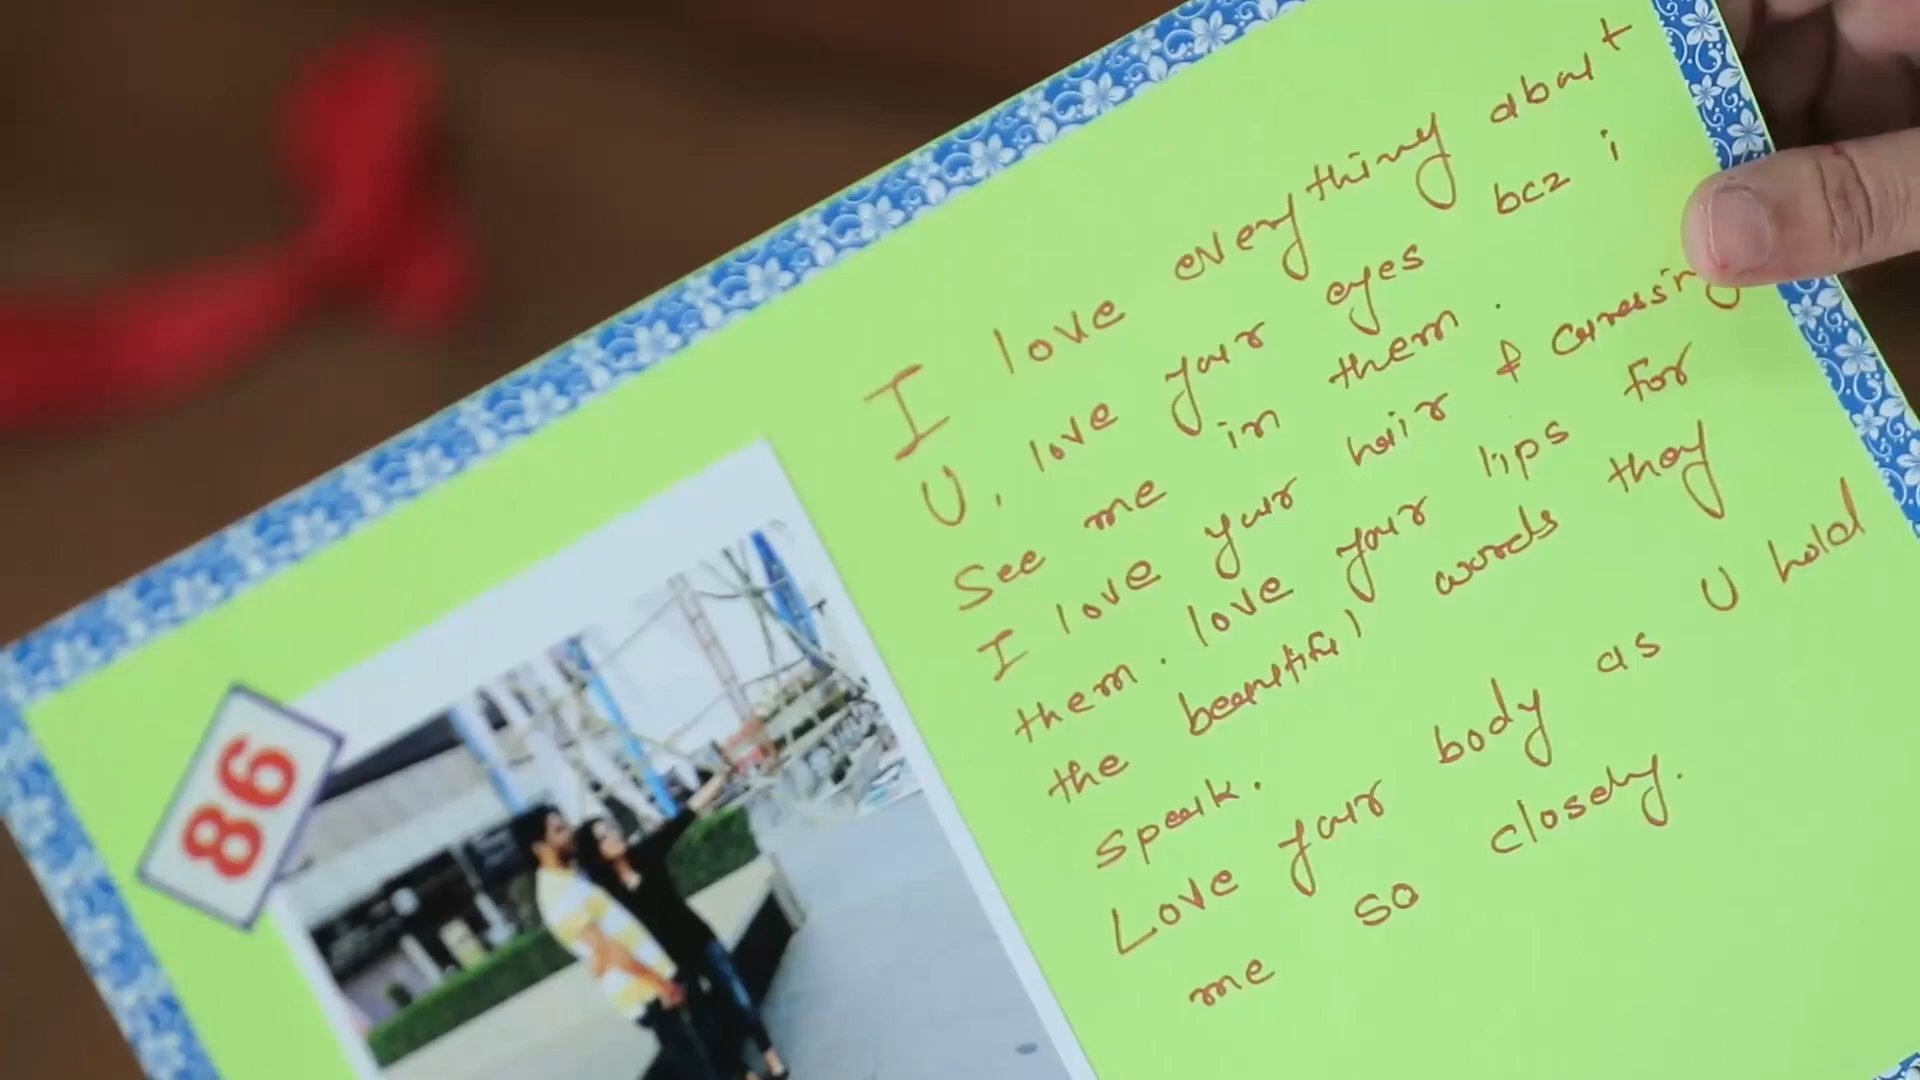 I love everything about
U, love your eyes bcz i
See me in them.
I love your hair & caressing
them. love your lips for
the beautiful words they
speak.
Love your body as U hold
me so closely.
98